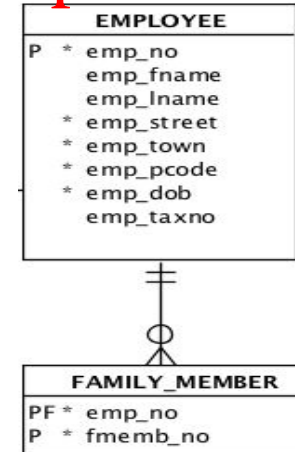 EMPLOYEE
P * emp_no
emp_fname
emp_lname
* emp_street
* emp_town
* emp_pcode
* emp_dob
emp_taxno
FAMILY_MEMBER
PF * emp_no
P * fmemb_no